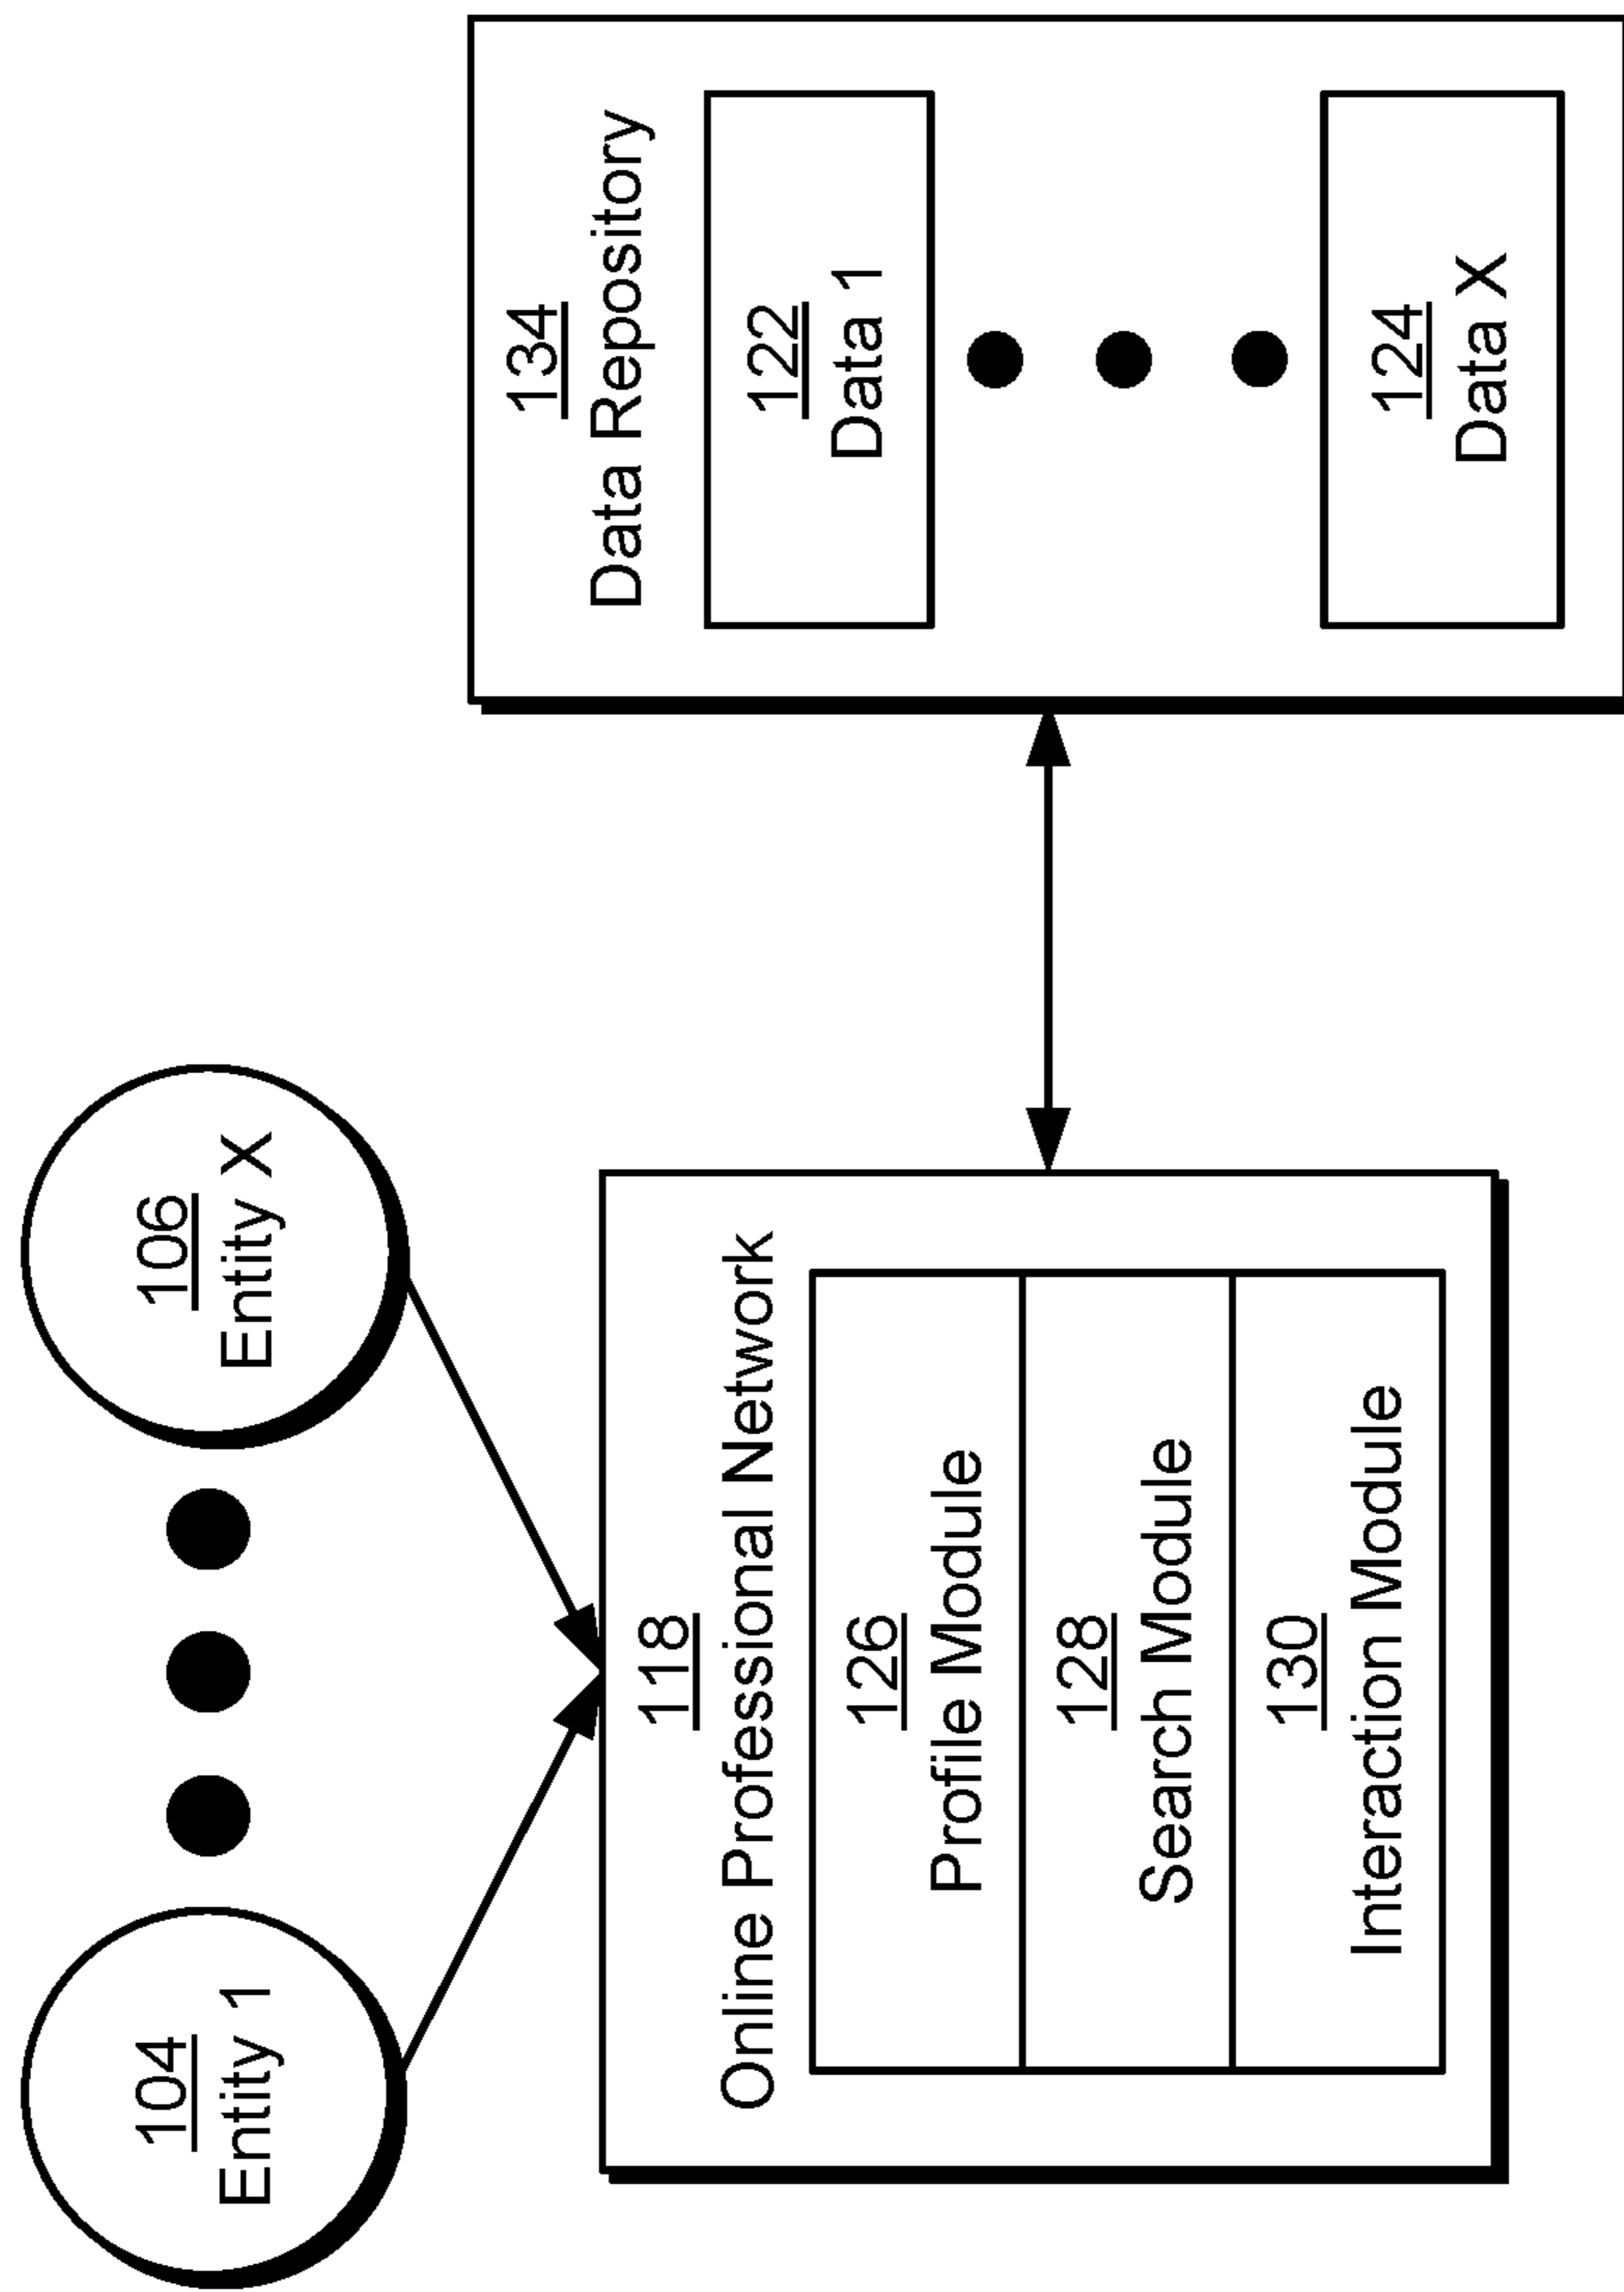 104
Entity 1
106
Entity x
118
Online Professional Network
126
Profile Module
128
Search Module
130
Interaction Module
134
Data Repository
122
Data 1
124
Data x